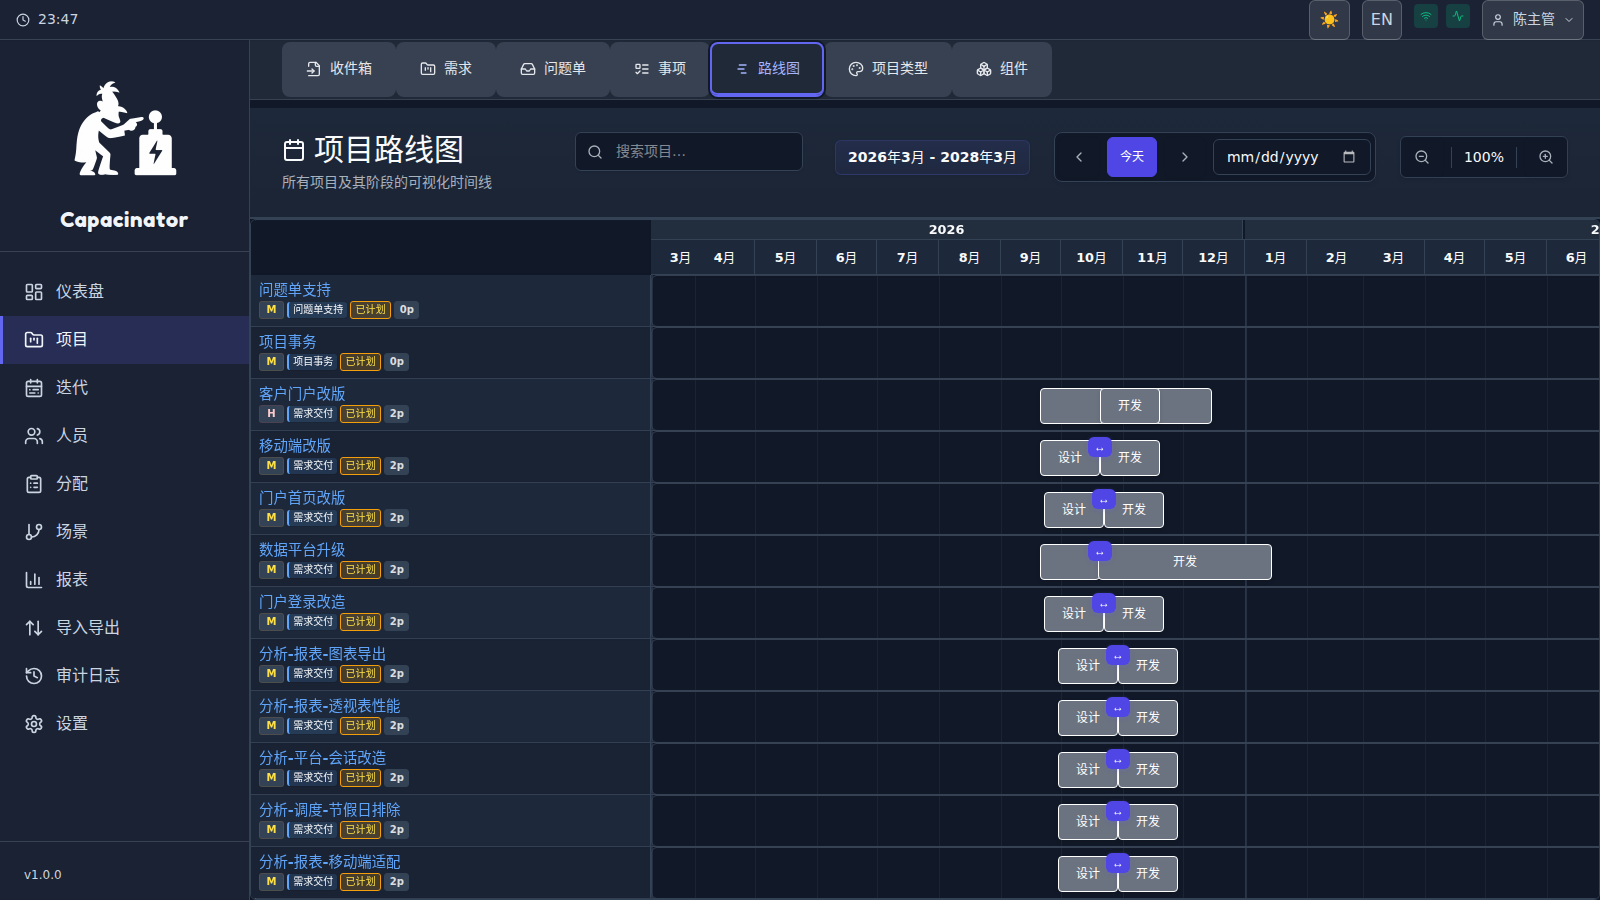 23:47
EN
陈主管
Capacinator
仪表盘
项目
迭代
人员
分配
场景
报表
导入导出
审计日志
设置
v1.0.0
收件箱
需求
问题单
事项
路线图
项目类型
组件
项目路线图
所有项目及其阶段的可视化时间线
搜索项目...
2026年3月 - 2028年3月
今天
mm/dd/yyyy
100%
2026
2
3月 4月 5月 6月 7月 8月 9月 10月 11月 12月 1月 2月 3月 4月 5月 6月
问题单支持
M 问题单支持 已计划 0p
项目事务
M 项目事务 已计划 0p
客户门户改版
H 需求交付 已计划 2p
开发
移动端改版
M 需求交付 已计划 2p
设计 ↔ 开发
门户首页改版
M 需求交付 已计划 2p
设计 ↔ 开发
数据平台升级
M 需求交付 已计划 2p
↔ 开发
门户登录改造
M 需求交付 已计划 2p
设计 ↔ 开发
分析-报表-图表导出
M 需求交付 已计划 2p
设计 ↔ 开发
分析-报表-透视表性能
M 需求交付 已计划 2p
设计 ↔ 开发
分析-平台-会话改造
M 需求交付 已计划 2p
设计 ↔ 开发
分析-调度-节假日排除
M 需求交付 已计划 2p
设计 ↔ 开发
分析-报表-移动端适配
M 需求交付 已计划 2p
设计 ↔ 开发